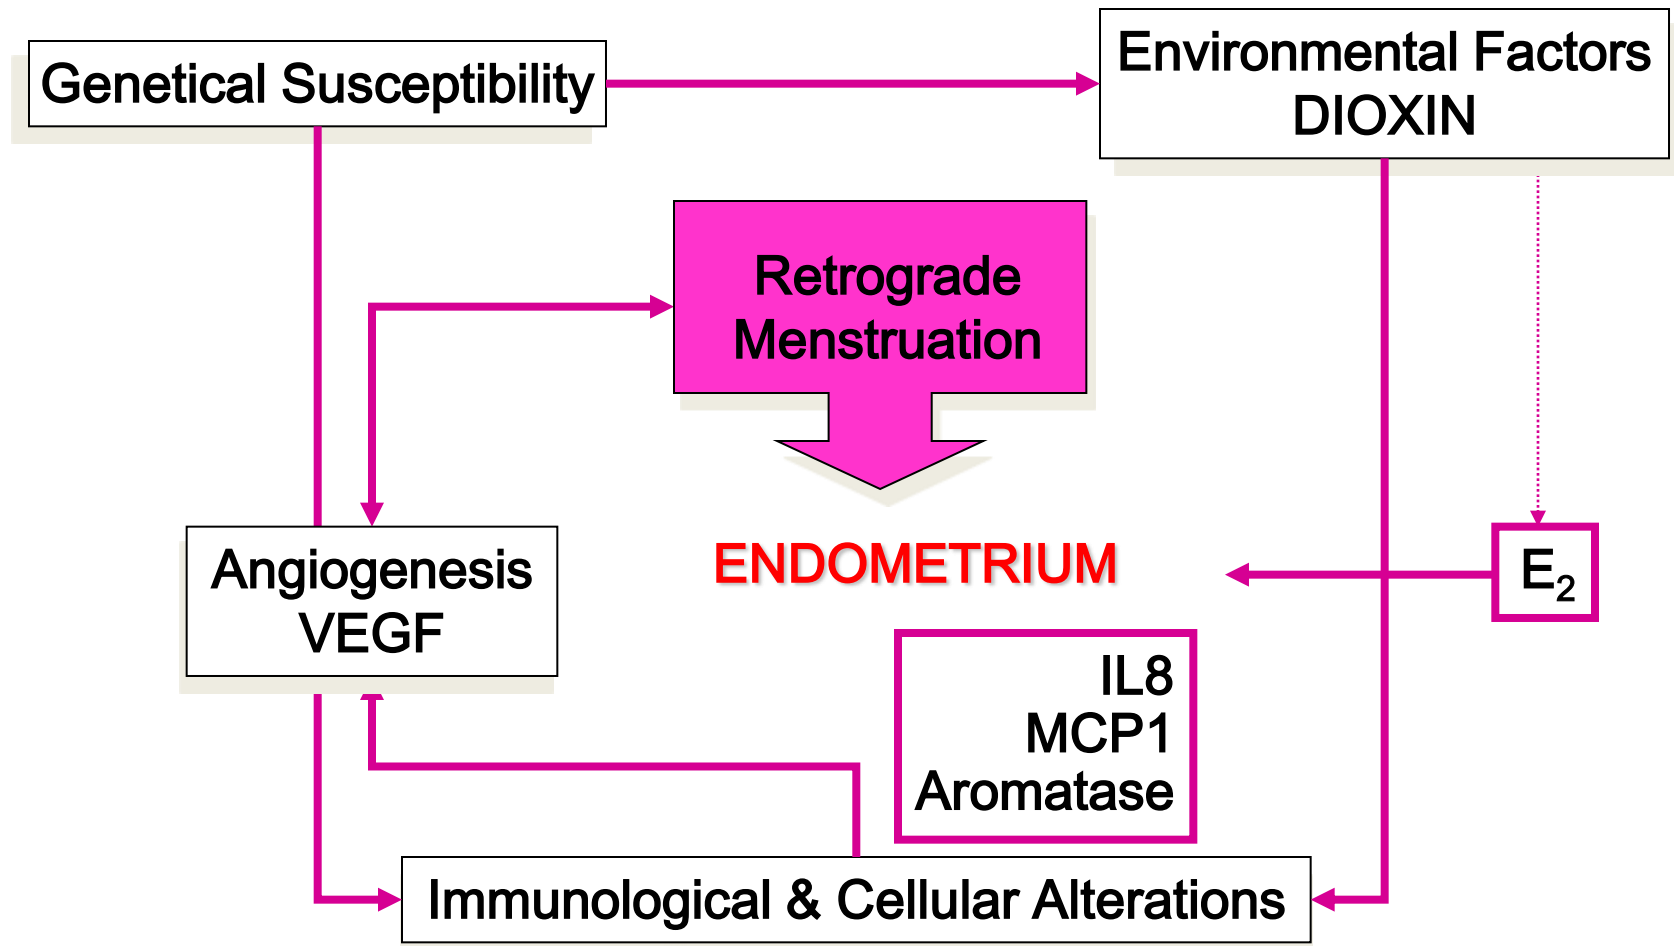 Genetical Susceptibility
Environmental Factors
DIOXIN
Retrograde
Menstruation
Angiogenesis
VEGF
ENDOMETRIUM
E₂
IL8
MCP1
Aromatase
Immunological & Cellular Alterations